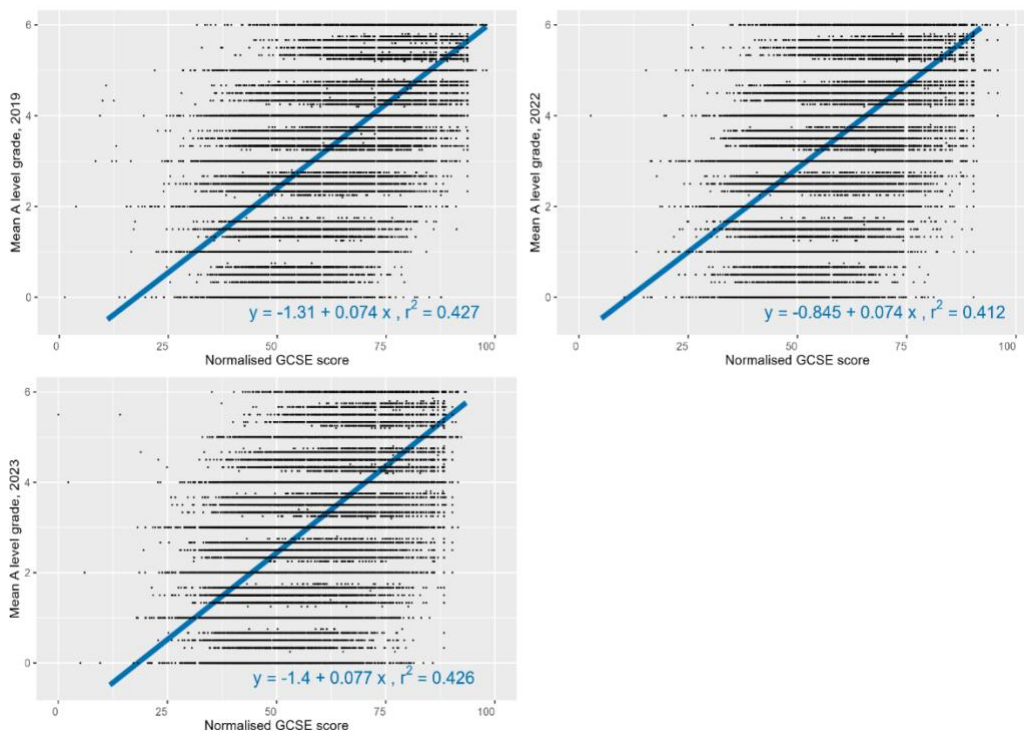 Mean A level grade, 2019
6
4
2
0
y = -1.31 + 0.074 x , r² = 0.427
0 25 50 75 100
Normalised GCSE score
Mean A level grade, 2022
6
4
2
0
y = -0.845 + 0.074 x , r² = 0.412
0 25 50 75 100
Normalised GCSE score
Mean A level grade, 2023
6
4
2
0
y = -1.4 + 0.077 x , r² = 0.426
0 25 50 75 100
Normalised GCSE score